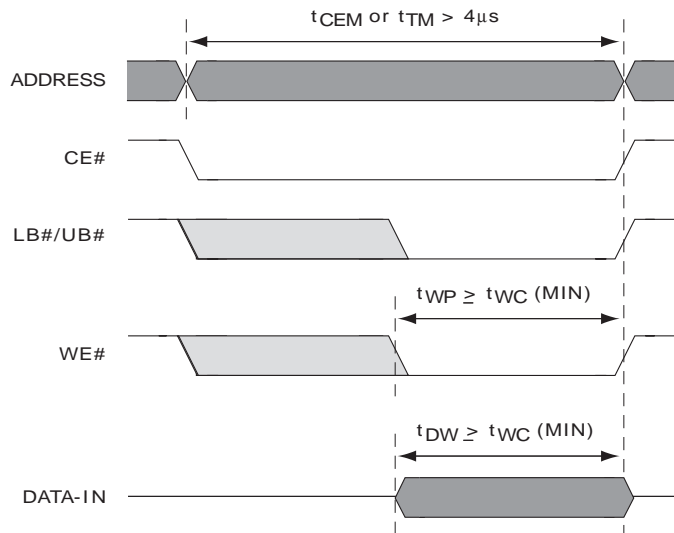 tCEM or tTM > 4µs
ADDRESS
CE#
LB#/UB#
tWP ≥ tWC (MIN)
WE#
tDW ≥ tWC (MIN)
DATA-IN